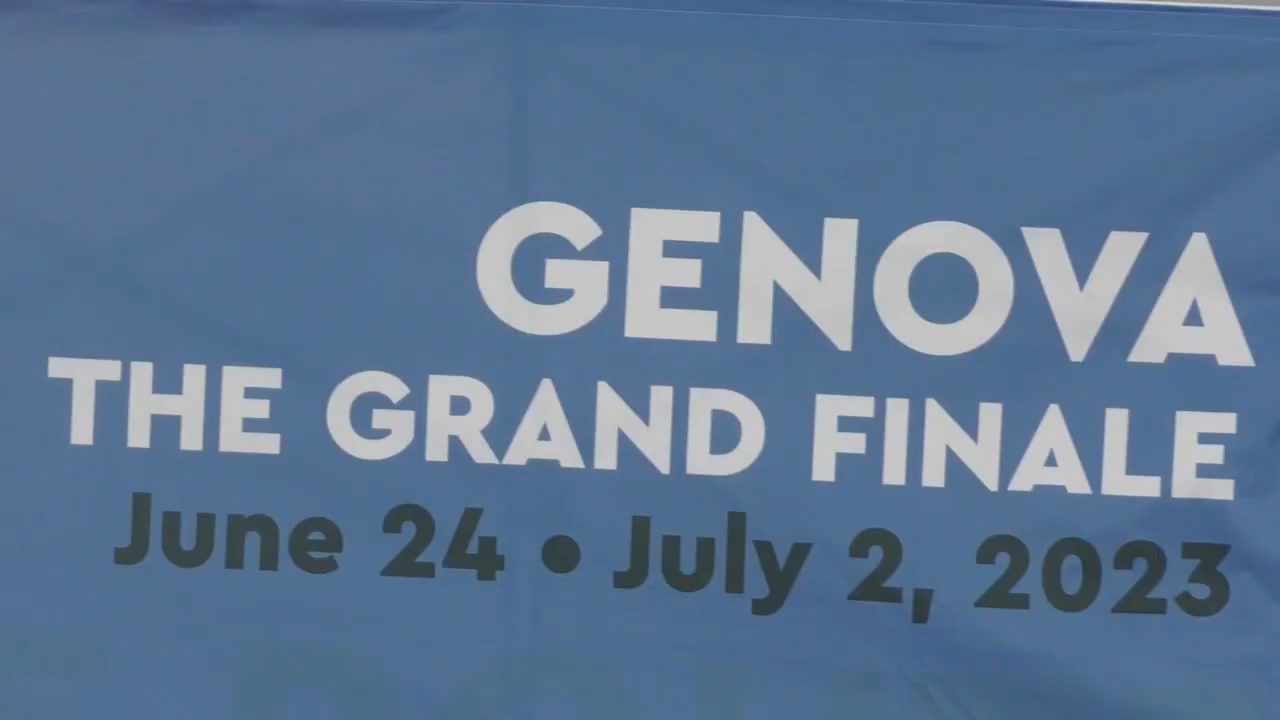 GENOVA
THE GRAND FINALE
June 24 • July 2, 2023